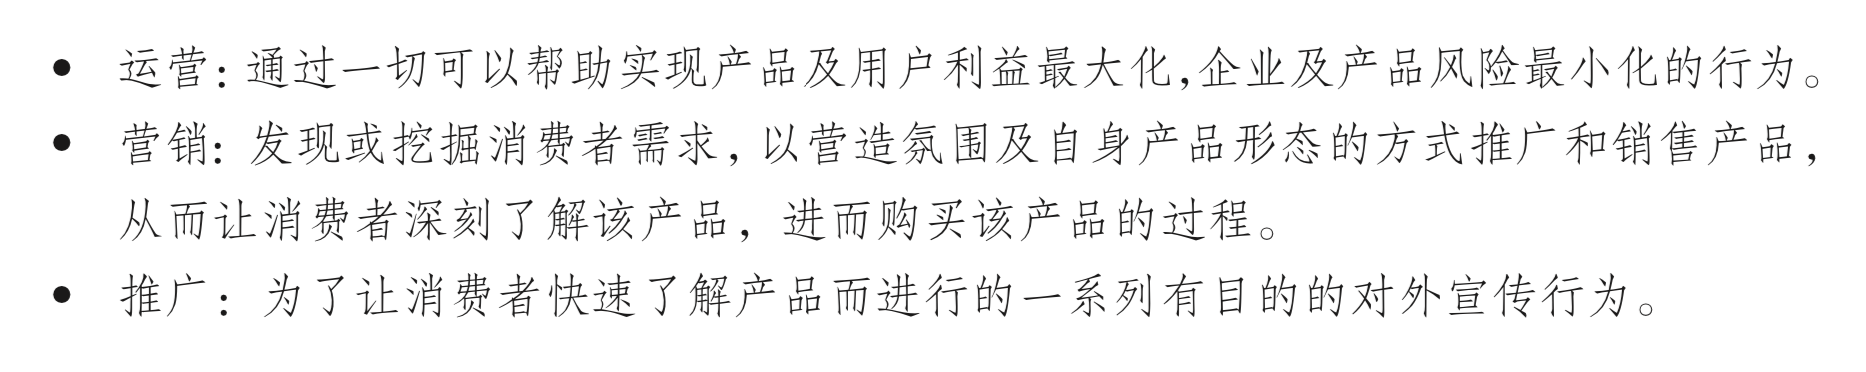 • 运营：通过一切可以帮助实现产品及用户利益最大化,企业及产品风险最小化的行为。
• 营销：发现或挖掘消费者需求，以营造氛围及自身产品形态的方式推广和销售产品，
从而让消费者深刻了解该产品，进而购买该产品的过程。
• 推广：为了让消费者快速了解产品而进行的一系列有目的的对外宣传行为。